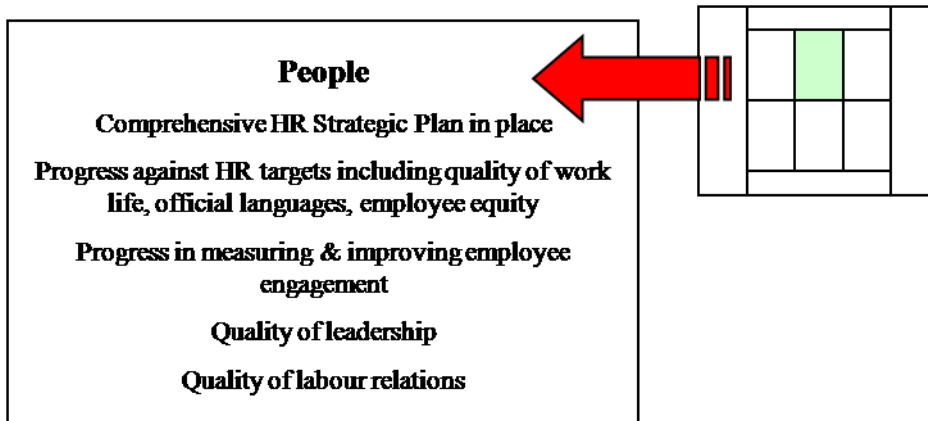 People
Comprehensive HR Strategic Plan in place
Progress against HR targets including quality of work
life, official languages, employee equity
Progress in measuring & improving employee
engagement
Quality of leadership
Quality of labour relations